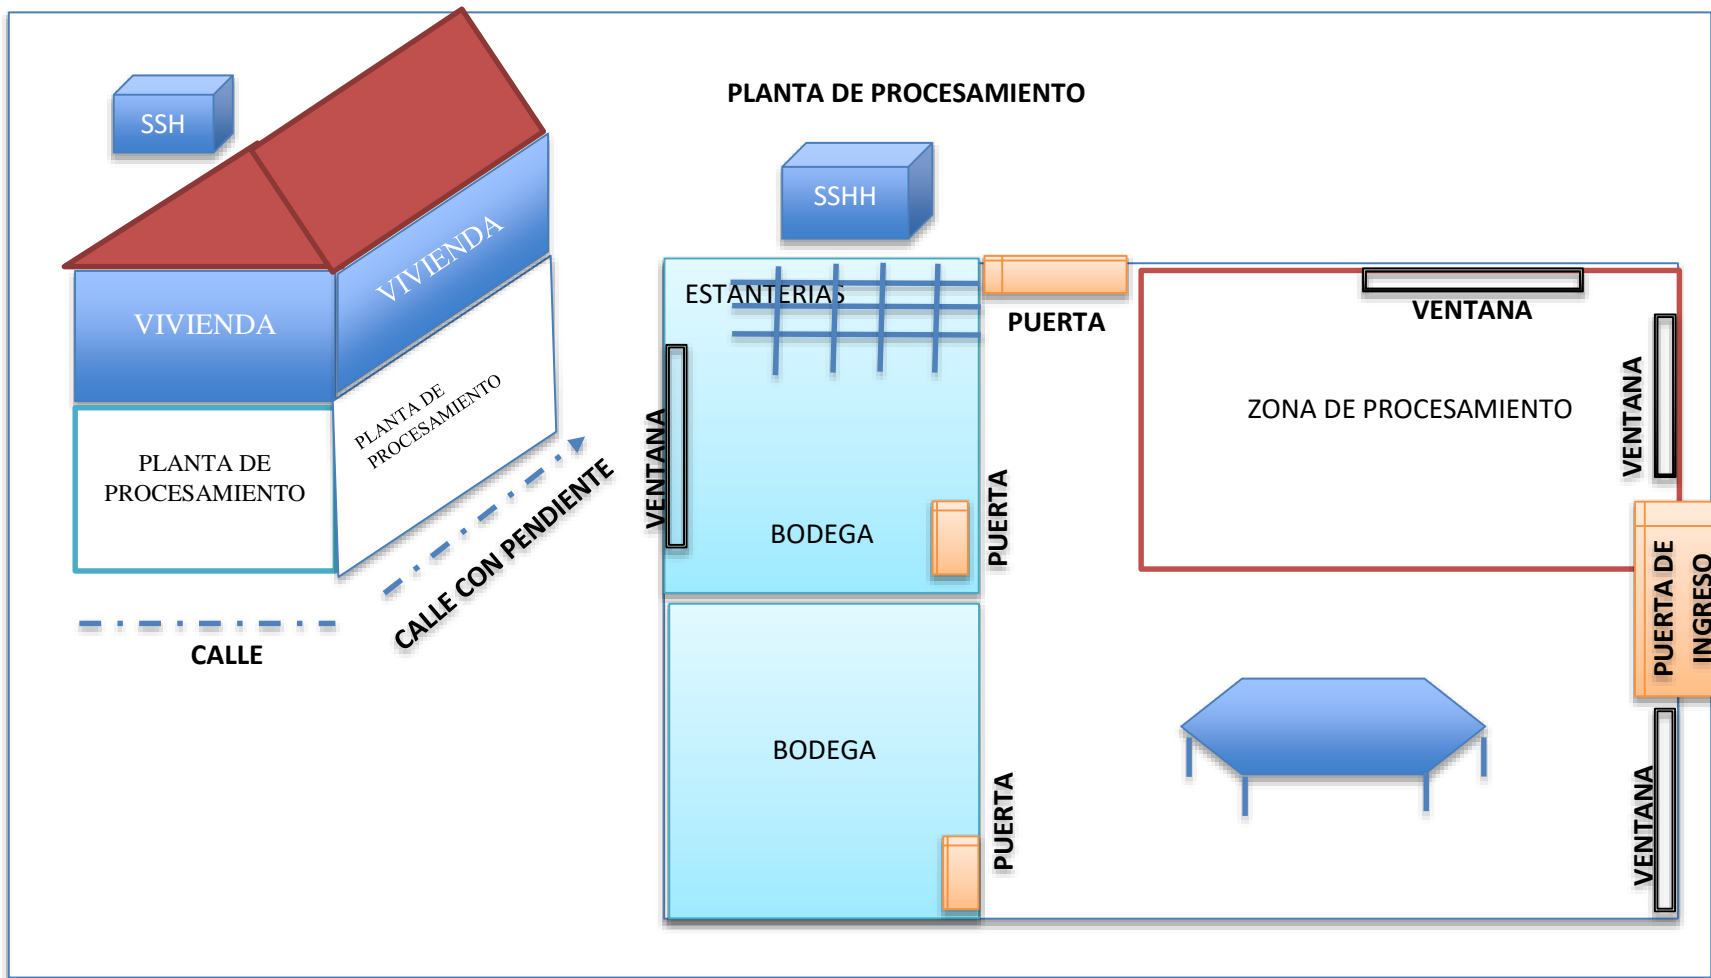 SSH
VIVIENDA
VIVIENDA
PLANTA DE
PROCESAMIENTO
PLANTA DE
PROCESAMIENTO
CALLE
CALLE CON PENDIENTE
PLANTA DE PROCESAMIENTO
SSHH
ESTANTERIAS
PUERTA
VENTANA
VENTANA
VENTANA
ZONA DE PROCESAMIENTO
BODEGA
PUERTA
PUERTA DE
INGRESO
BODEGA
PUERTA
VENTANA